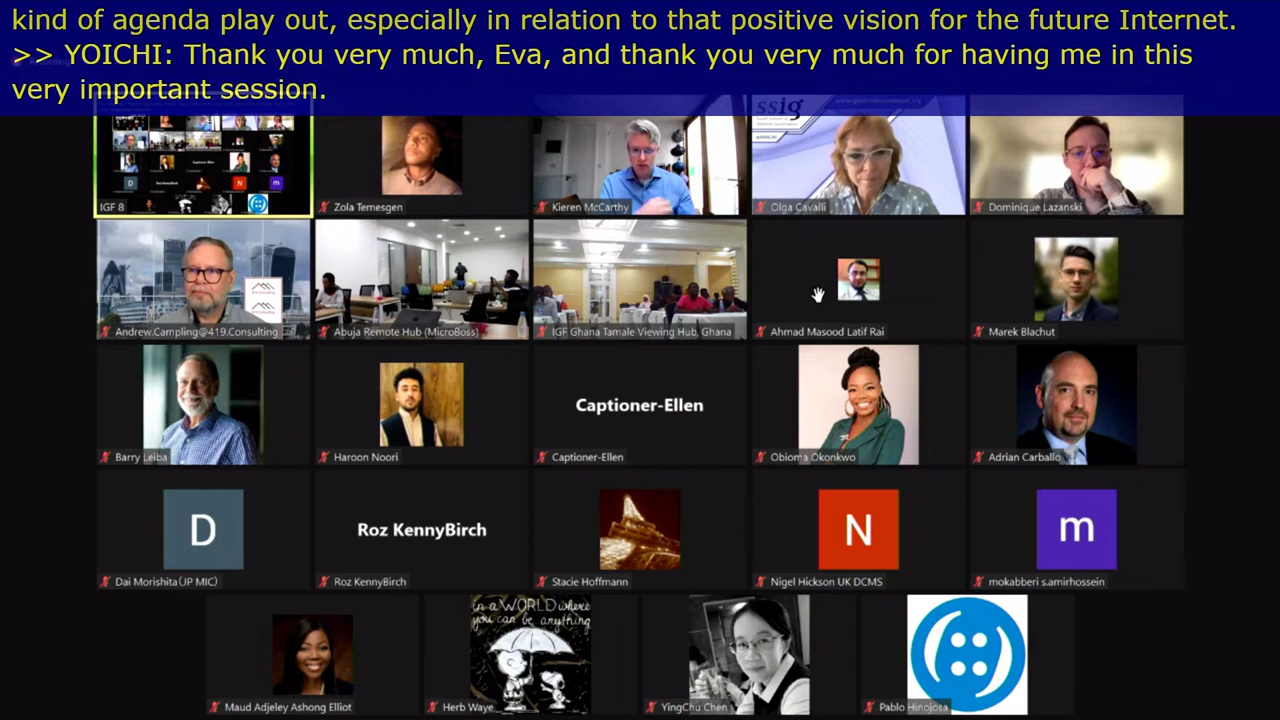 kind of agenda play out, especially in relation to that positive vision for the future Internet.
>> YOICHI: Thank you very much, Eva, and thank you very much for having me in this
very important session.
ssig
IGF 8
Zola Temesgen
Kieren McCarthy
Olga Cavalli
Dominique Lazanski
Andrew.Campling@419.Consulting
Abuja Remote Hub (MicroBoss)
IGF Ghana Tamale Viewing Hub, Ghana
Ahmad Masood Latif Rai
Marek Blachut
Captioner-Ellen
Barry Leiba
Haroon Noori
Captioner-Ellen
Obioma Okonkwo
Adrian Carballo
D
Roz KennyBirch
N
m
Dai Morishita(JP MIC)
Roz KennyBirch
Stacie Hoffmann
Nigel Hickson UK DCMS
mokabberi s.amirhossein
in a WORLD where
you can be anything
Maud Adjeley Ashong Elliot
Herb Waye
YingChu Chen
Pablo Hinojosa